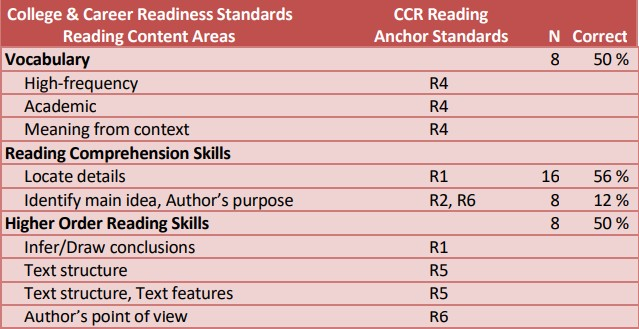 College & Career Readiness Standards CCR Reading
Reading Content Areas Anchor Standards N Correct
Vocabulary 8 50 %
High-frequency R4
Academic R4
Meaning from context R4
Reading Comprehension Skills
Locate details R1 16 56 %
Identify main idea, Author's purpose R2, R6 8 12 %
Higher Order Reading Skills 8 50 %
Infer/Draw conclusions R1
Text structure R5
Text structure, Text features R5
Author's point of view R6